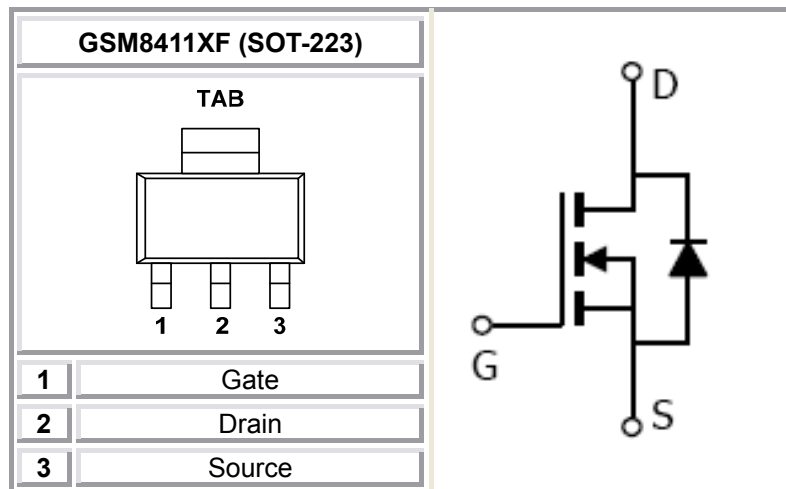 GSM8411XF (SOT-223)
TAB
1 2 3
1 Gate
2 Drain
3 Source
D
G
S